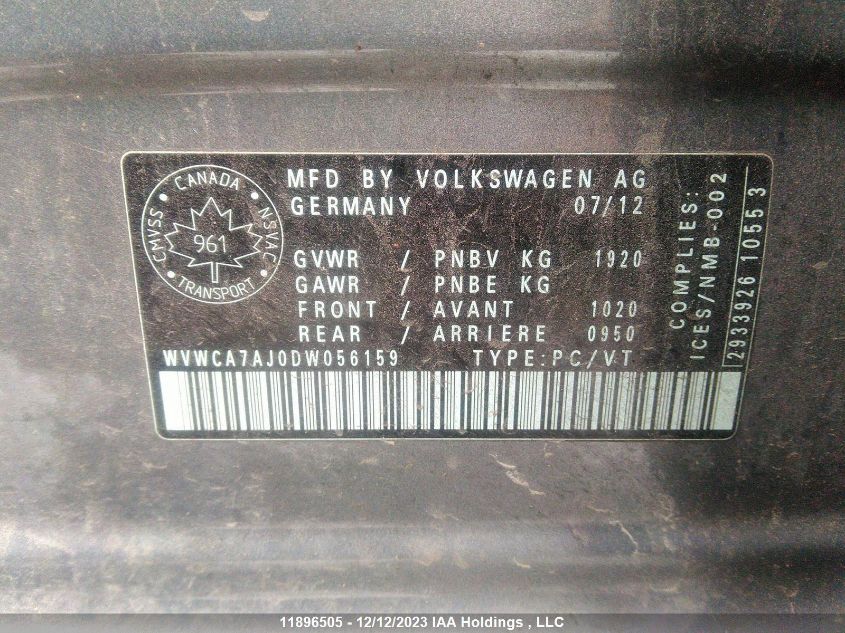 CANADA
CMVSS
NSVAC
961
TRANSPORT
MFD BY VOLKSWAGEN AG
GERMANY 07/12
GVWR / PNBV KG 1920
GAWR / PNBE KG
FRONT / AVANT 1020
REAR / ARRIERE 0950
WVWCA7AJ0DW056159 TYPE:PC/VT
COMPLIES:
ICES/NMB-002
2933926 10553
11896505 - 12/12/2023 IAA Holdings , LLC